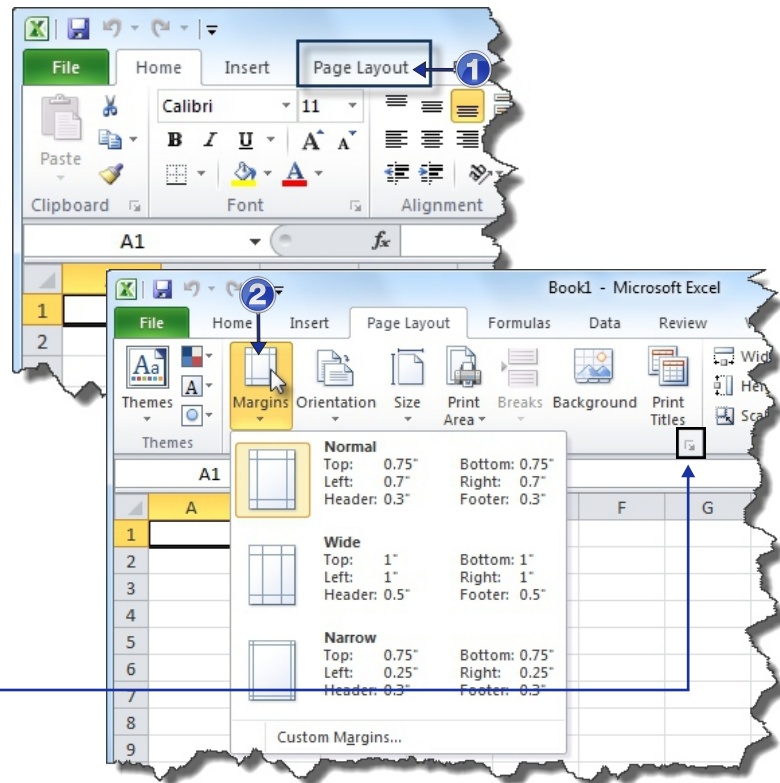 File Home Insert Page Layout 1
Calibri 11
B I U A A
Paste A
Clipboard Font Alignment
A1 fx
1
2
2
Book1 - Microsoft Excel
File Home Insert Page Layout Formulas Data Review
Aa
A
Themes Margins Orientation Size Print Area Breaks Background Print Titles
Themes
A1
A F G
1
2
3
4
5
6
7
8
9
Normal
Top: 0.75" Bottom: 0.75"
Left: 0.7" Right: 0.7"
Header: 0.3" Footer: 0.3"
Wide
Top: 1" Bottom: 1"
Left: 1" Right: 1"
Header: 0.5" Footer: 0.5"
Narrow
Top: 0.75" Bottom: 0.75"
Left: 0.25" Right: 0.25"
Header: 0.3" Footer: 0.3"
Custom Margins...